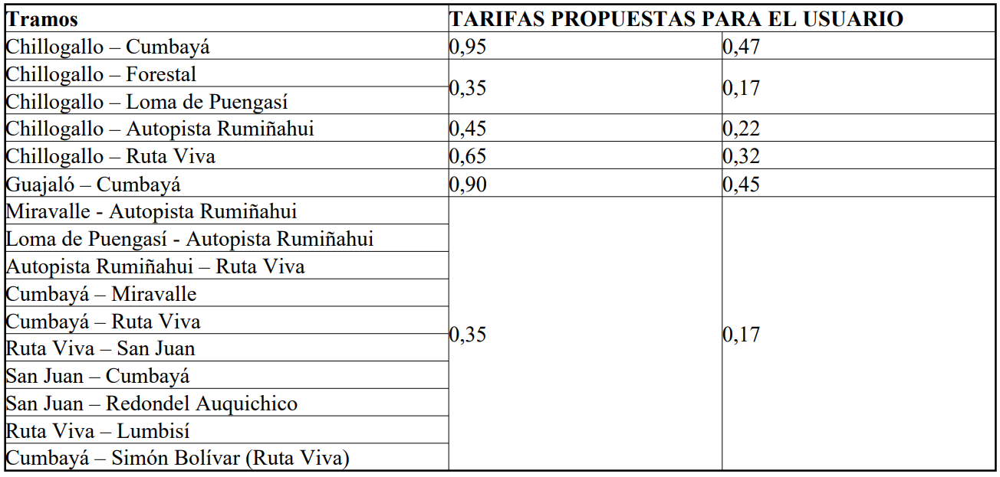 Tramos TARIFAS PROPUESTAS PARA EL USUARIO
Chillogallo – Cumbayá 0,95 0,47
Chillogallo – Forestal
0,35 0,17
Chillogallo – Loma de Puengasí
Chillogallo – Autopista Rumiñahui 0,45 0,22
Chillogallo – Ruta Viva 0,65 0,32
Guajaló – Cumbayá 0,90 0,45
Miravalle - Autopista Rumiñahui
Loma de Puengasí - Autopista Rumiñahui
Autopista Rumiñahui – Ruta Viva
Cumbayá – Miravalle
Cumbayá – Ruta Viva
0,35 0,17
Ruta Viva – San Juan
San Juan – Cumbayá
San Juan – Redondel Auquichico
Ruta Viva – Lumbisí
Cumbayá – Simón Bolívar (Ruta Viva)